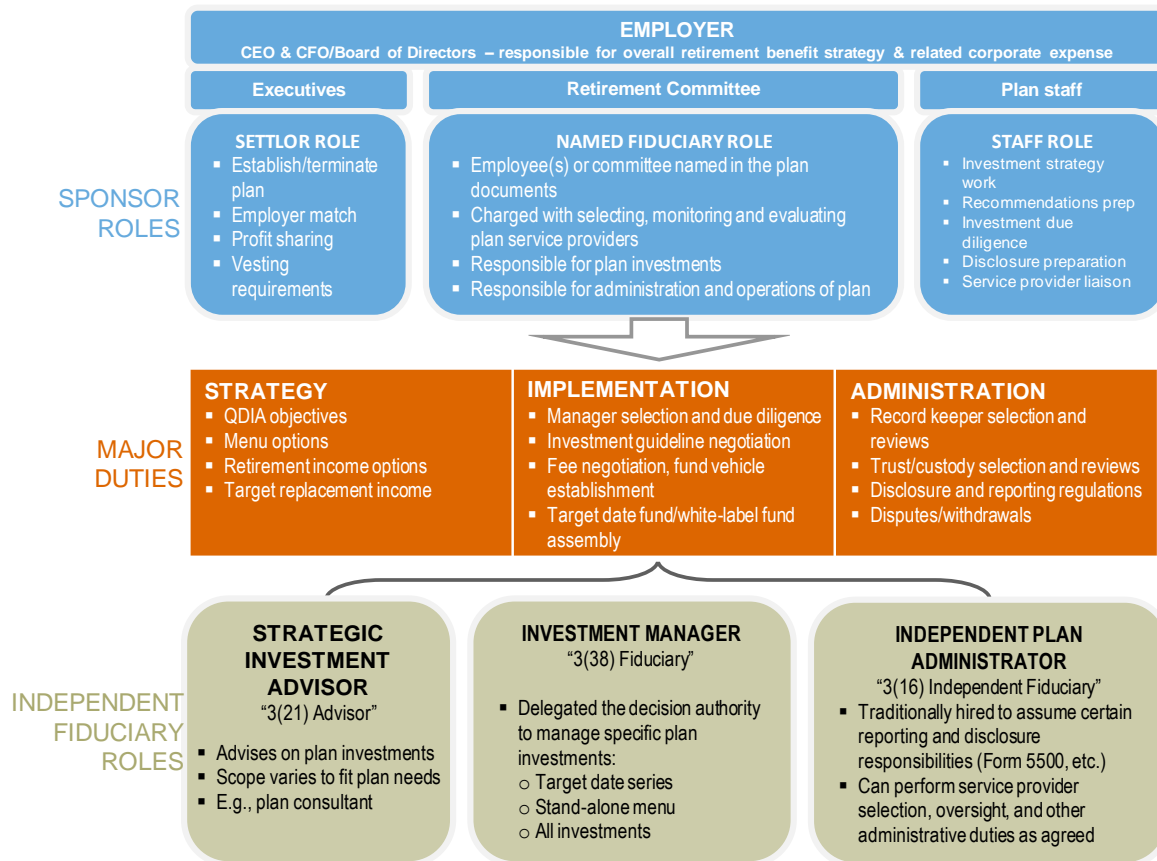 EMPLOYER
CEO & CFO/Board of Directors – responsible for overall retirement benefit strategy & related corporate expense
Executives
Retirement Committee
Plan staff
SPONSOR
ROLES
SETTLOR ROLE
▪ Establish/terminate
plan
▪ Employer match
▪ Profit sharing
▪ Vesting
requirements
NAMED FIDUCIARY ROLE
▪ Employee(s) or committee named in the plan
documents
▪ Charged with selecting, monitoring and evaluating
plan service providers
▪ Responsible for plan investments
▪ Responsible for administration and operations of plan
STAFF ROLE
▪ Investment strategy
work
▪ Recommendations prep
▪ Investment due
diligence
▪ Disclosure preparation
▪ Service provider liaison
MAJOR
DUTIES
STRATEGY
▪ QDIA objectives
▪ Menu options
▪ Retirement income options
▪ Target replacement income
IMPLEMENTATION
▪ Manager selection and due diligence
▪ Investment guideline negotiation
▪ Fee negotiation, fund vehicle
establishment
▪ Target date fund/white-label fund
assembly
ADMINISTRATION
▪ Record keeper selection and
reviews
▪ Trust/custody selection and reviews
▪ Disclosure and reporting regulations
▪ Disputes/withdrawals
INDEPENDENT
FIDUCIARY
ROLES
STRATEGIC
INVESTMENT
ADVISOR
“3(21) Advisor”
▪ Advises on plan investments
▪ Scope varies to fit plan needs
▪ E.g., plan consultant
INVESTMENT MANAGER
“3(38) Fiduciary”
▪ Delegated the decision authority
to manage specific plan
investments:
o Target date series
o Stand-alone menu
o All investments
INDEPENDENT PLAN
ADMINISTRATOR
“3(16) Independent Fiduciary”
▪ Traditionally hired to assume certain
reporting and disclosure
responsibilities (Form 5500, etc.)
▪ Can perform service provider
selection, oversight, and other
administrative duties as agreed